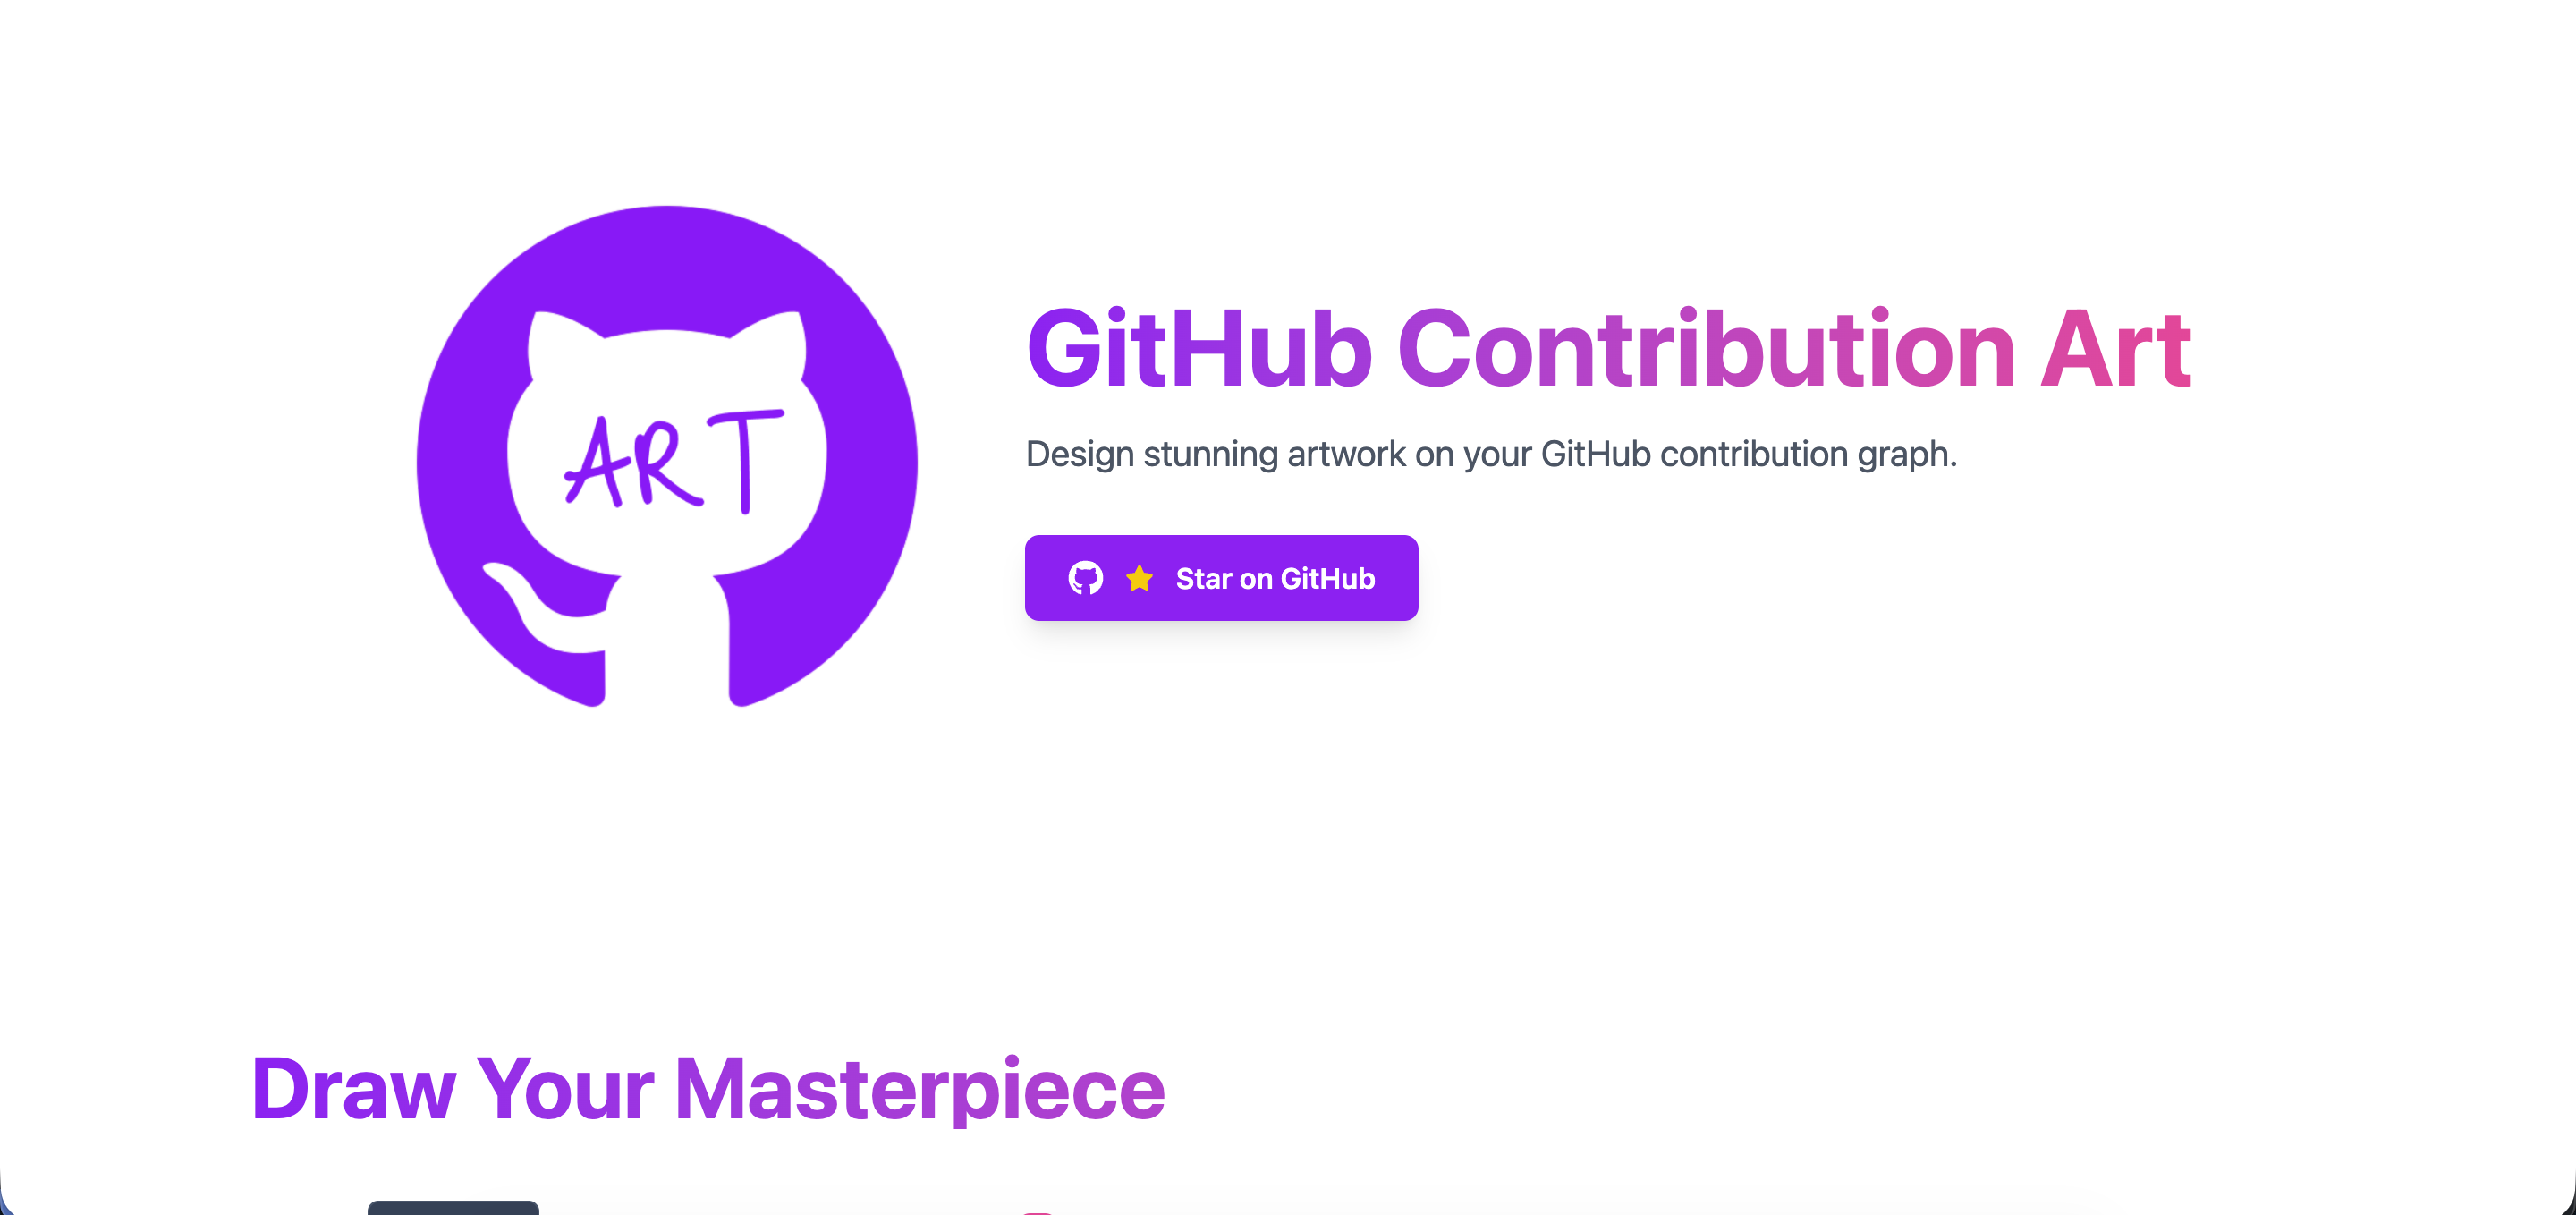 ART
GitHub Contribution Art
Design stunning artwork on your GitHub contribution graph.
Star on GitHub
Draw Your Masterpiece